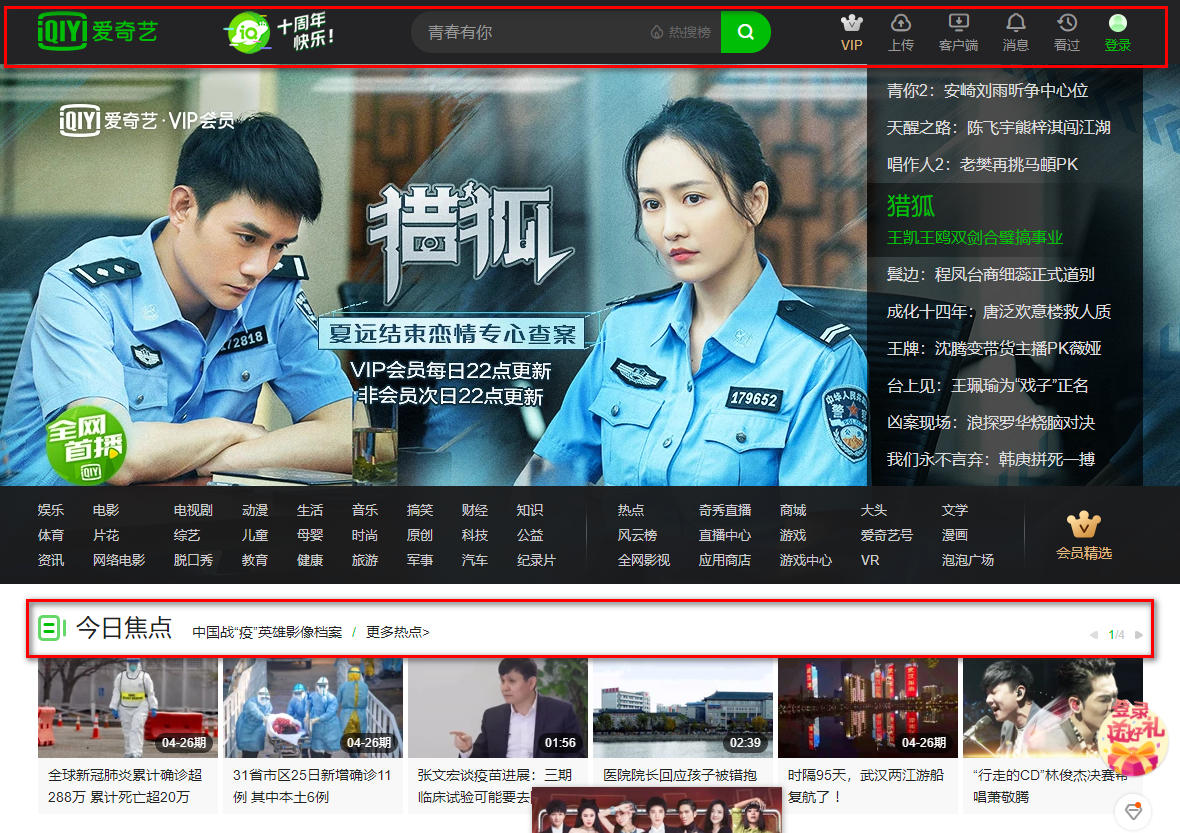 iQIYI 爱奇艺
iQ 十周年
快乐!
青春有你 热搜榜
VIP 上传 客户端 消息 看过 登录
iQIYI 爱奇艺·VIP会员
猎狐
夏远结束恋情专心查案
VIP会员每日22点更新
非会员次日22点更新
172818
179652
全网
首播
iQIYI
青你2：安崎刘雨昕争中心位
天醒之路：陈飞宇熊梓淇闯江湖
唱作人2：老樊再挑马頔PK
猎狐
王凯王鸥双剑合璧搞事业
鬓边：程凤台商细蕊正式道别
成化十四年：唐泛欢意楼救人质
王牌：沈腾变带货主播PK薇娅
台上见：王珮瑜为“戏子”正名
凶案现场：浪探罗华烧脑对决
我们永不言弃：韩庚拼死一搏
娱乐 电影 电视剧 动漫 生活 音乐 搞笑 财经 知识 热点 奇秀直播 商城 大头 文学
体育 片花 综艺 儿童 母婴 时尚 原创 科技 公益 风云榜 直播中心 游戏 爱奇艺号 漫画
资讯 网络电影 脱口秀 教育 健康 旅游 军事 汽车 纪录片 全网影视 应用商店 游戏中心 VR 泡泡广场
会员精选
今日焦点 中国战“疫”英雄影像档案 / 更多热点> 1/4
04-26期 04-26期 01:56 02:39 04-26期
全球新冠肺炎累计确诊超
288万 累计死亡超20万
31省市区25日新增确诊11
例 其中本土6例
张文宏谈疫苗进展：三期
临床试验可能要去
医院院长回应孩子被错抱
时隔95天，武汉两江游船
复航了！
“行走的CD”林俊杰决赛帮
唱萧敬腾
登录
送好礼